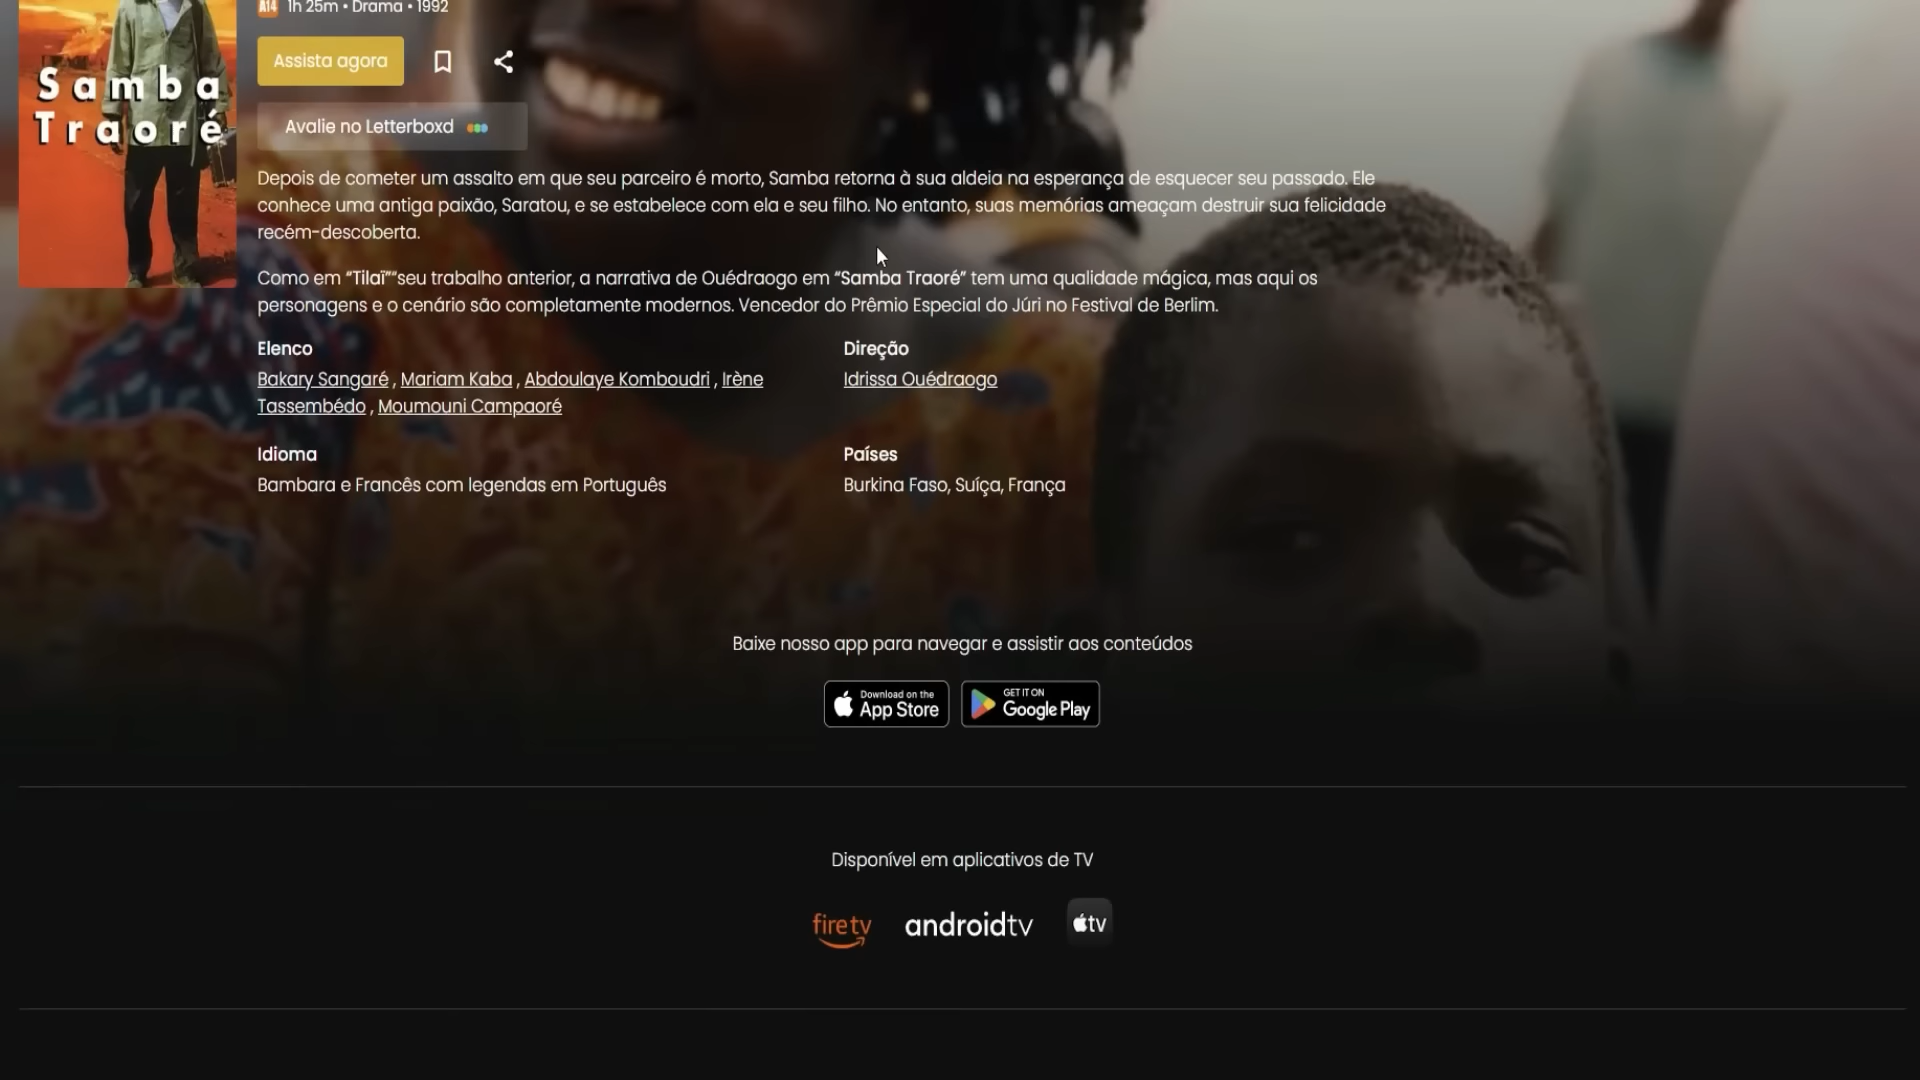 A14 1h 25m • Drama • 1992
Samba
Traoré
Assista agora
Avalie no Letterboxd
Depois de cometer um assalto em que seu parceiro é morto, Samba retorna à sua aldeia na esperança de esquecer seu passado. Ele
conhece uma antiga paixão, Saratou, e se estabelece com ela e seu filho. No entanto, suas memórias ameaçam destruir sua felicidade
recém-descoberta.
Como em “Tilaï”“seu trabalho anterior, a narrativa de Ouédraogo em “Samba Traoré” tem uma qualidade mágica, mas aqui os
personagens e o cenário são completamente modernos. Vencedor do Prêmio Especial do Júri no Festival de Berlim.
Elenco
Bakary Sangaré , Mariam Kaba , Abdoulaye Komboudri , Irène
Tassembédo , Moumouni Campaoré
Direção
Idrissa Ouédraogo
Idioma
Bambara e Francês com legendas em Português
Países
Burkina Faso, Suíça, França
Baixe nosso app para navegar e assistir aos conteúdos
Download on the
App Store
GET IT ON
Google Play
Disponível em aplicativos de TV
firetv
androidtv
tv